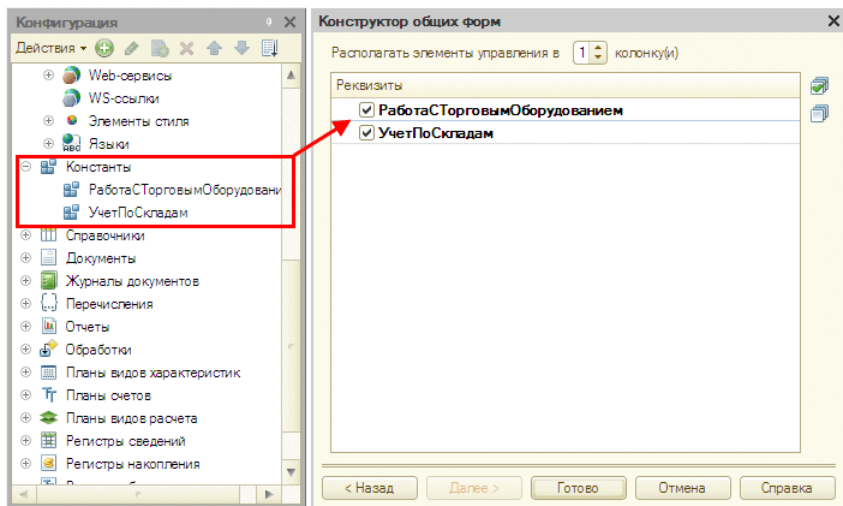 Конфигурация
Действия
Web-сервисы
WS-ссылки
Элементы стиля
Языки
Константы
РаботаСТорговымОборудовани
УчетПоСкладам
Справочники
Документы
Журналы документов
Перечисления
Отчеты
Обработки
Планы видов характеристик
Планы счетов
Планы видов расчета
Регистры сведений
Регистры накопления
Конструктор общих форм
Располагать элементы управления в 1 колонку(и)
Реквизиты
РаботаСТорговымОборудованием
УчетПоСкладам
< Назад Далее > Готово Отмена Справка